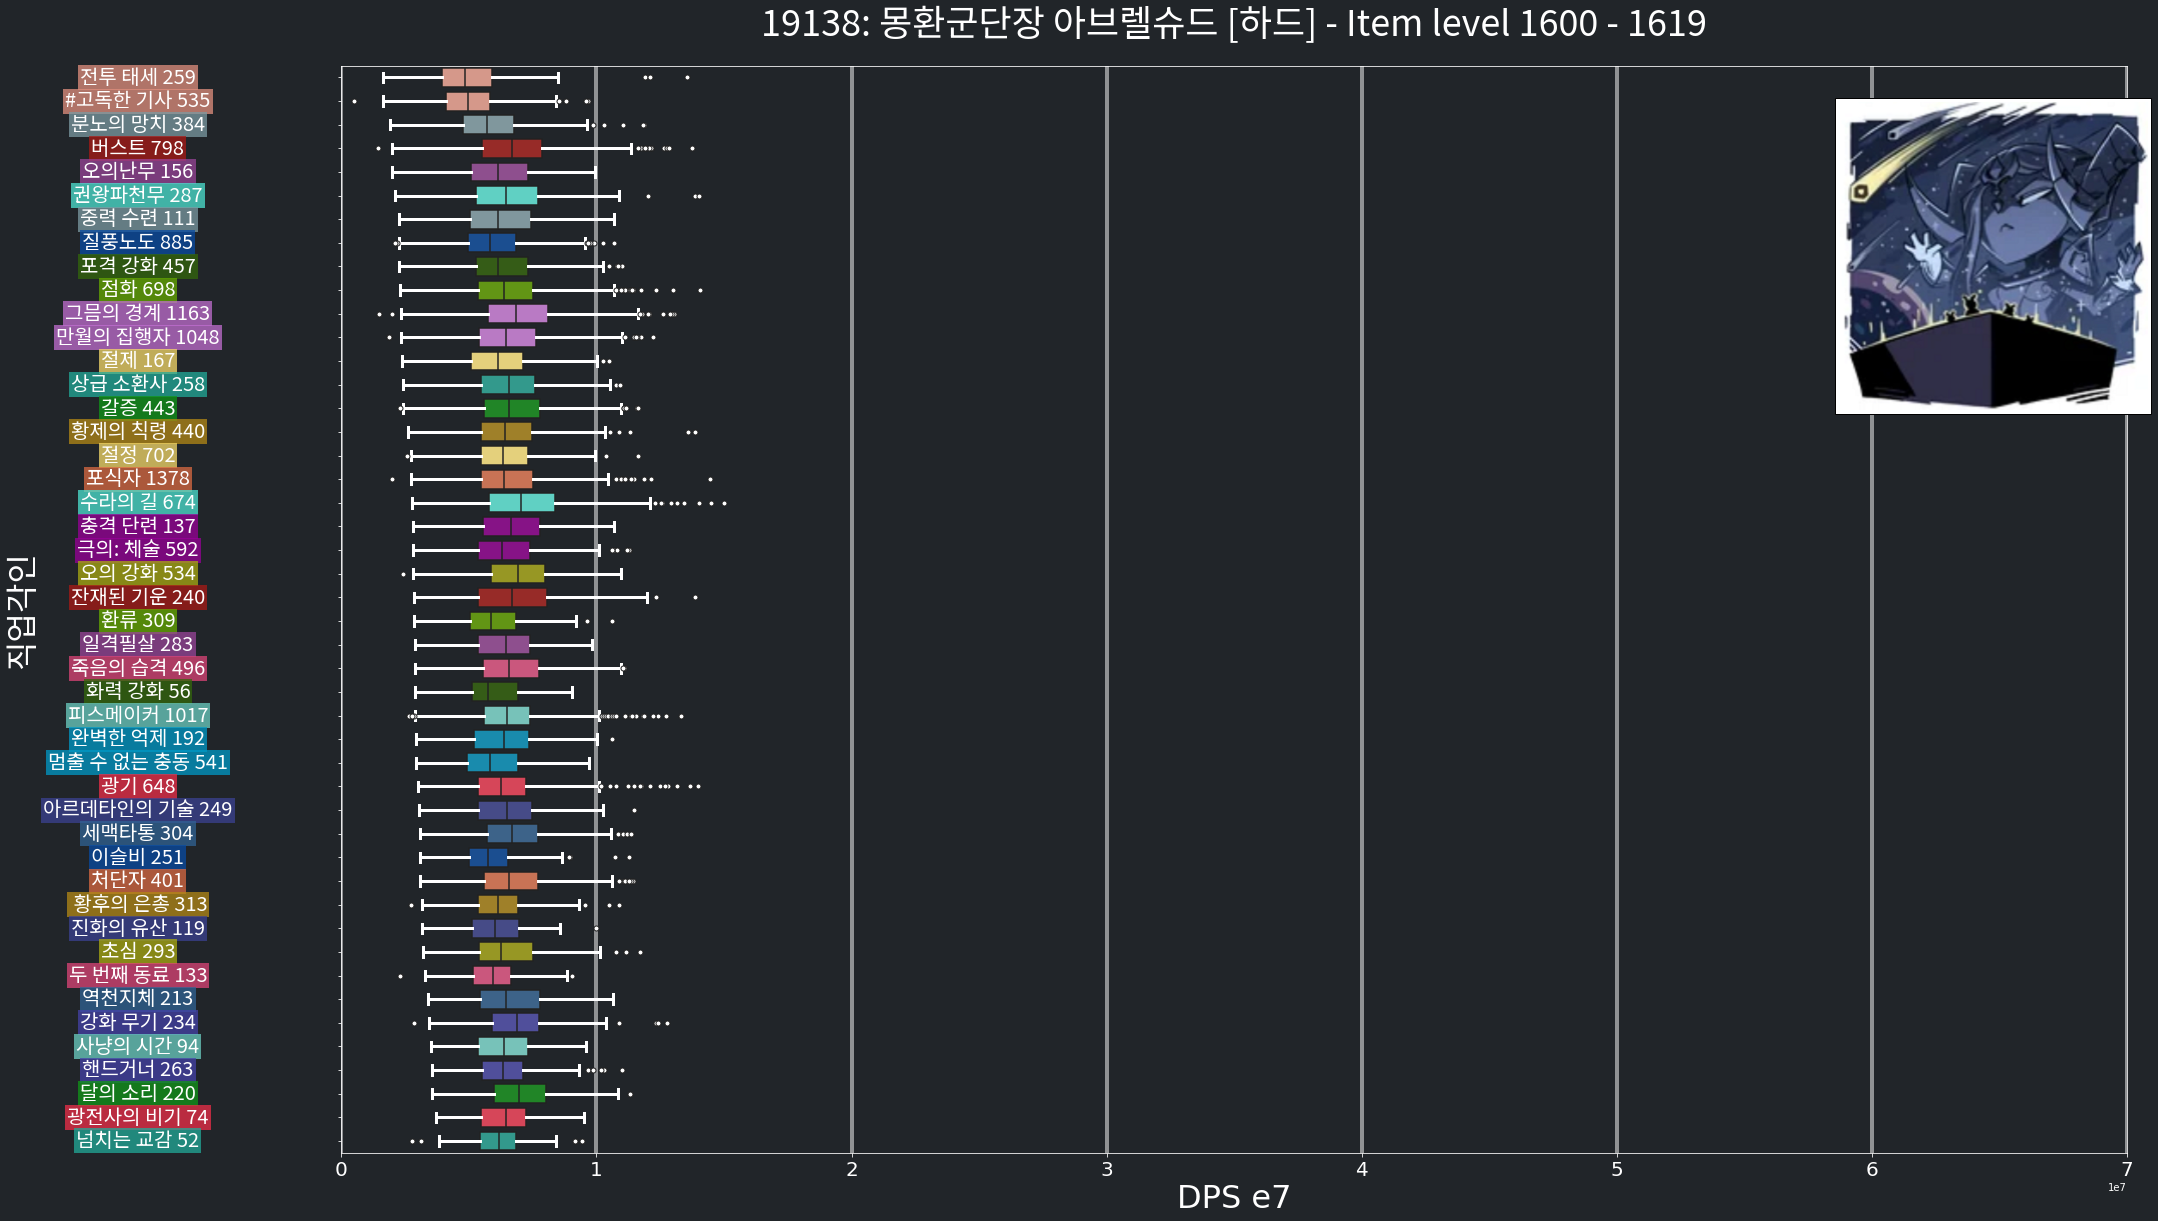 19138: 몽환군단장 아브렐슈드 [하드] - Item level 1600 - 1619
전투 태세 259
#고독한 기사 535
분노의 망치 384
버스트 798
오의난무 156
권왕파천무 287
중력 수련 111
질풍노도 885
포격 강화 457
점화 698
그믐의 경계 1163
만월의 집행자 1048
절제 167
상급 소환사 258
갈증 443
황제의 칙령 440
절정 702
포식자 1378
수라의 길 674
충격 단련 137
극의: 체술 592
오의 강화 534
잔재된 기운 240
환류 309
일격필살 283
죽음의 습격 496
화력 강화 56
피스메이커 1017
완벽한 억제 192
멈출 수 없는 충동 541
광기 648
아르데타인의 기술 249
세맥타통 304
이슬비 251
처단자 401
황후의 은총 313
진화의 유산 119
초심 293
두 번째 동료 133
역천지체 213
강화 무기 234
사냥의 시간 94
핸드거너 263
달의 소리 220
광전사의 비기 74
넘치는 교감 52
직업각인
0 1 2 3 4 5 6 7
1e7
DPS e7